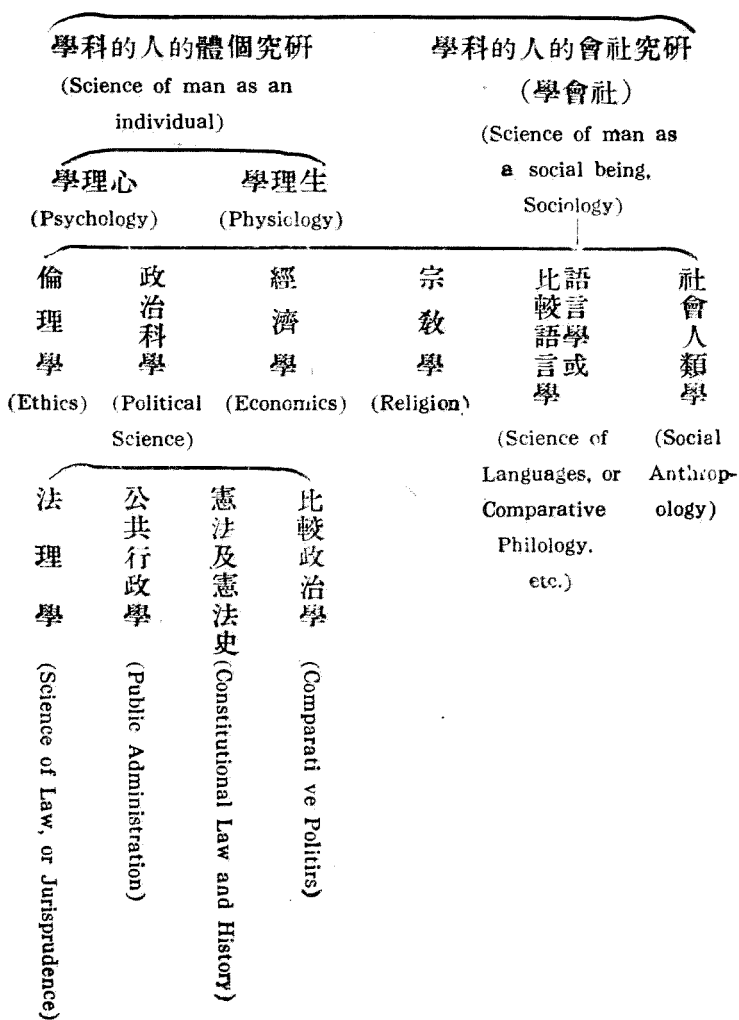 研究個體的人的科學
(Science of man as an
individual)
研究社會的人的科學
(社會學)
(Science of man as
a social being,
Sociology)
心理學
(Psychology)
生理學
(Physiology)
倫理學
(Ethics)
政治科學
(Political
Science)
經濟學
(Economics)
宗教學
(Religion)
語言學或
比較語言學
(Science of
Languages, or
Comparative
Philology.
etc.)
社會人類學
(Social
Anthrop-
ology)
法理學
(Science of Law, or Jurisprudence)
公共行政學
(Public Administration)
憲法及憲法史
(Constitutional Law and History)
比較政治學
(Comparati ve Politirs)